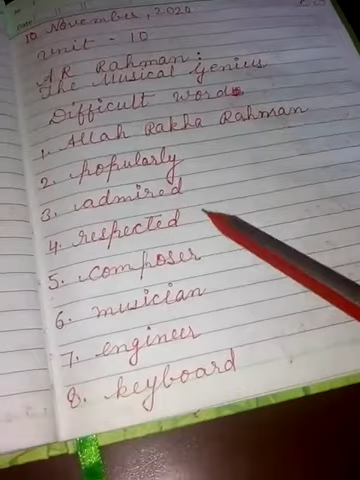 10 November, 2020
Unit - 10
AR Rahman:
The Musical Genius
Difficult words
1. Allah Rakha Rahman
2. popularly
3. admired
4. respected
5. composer
6. musician
7. engineer
8. keyboard